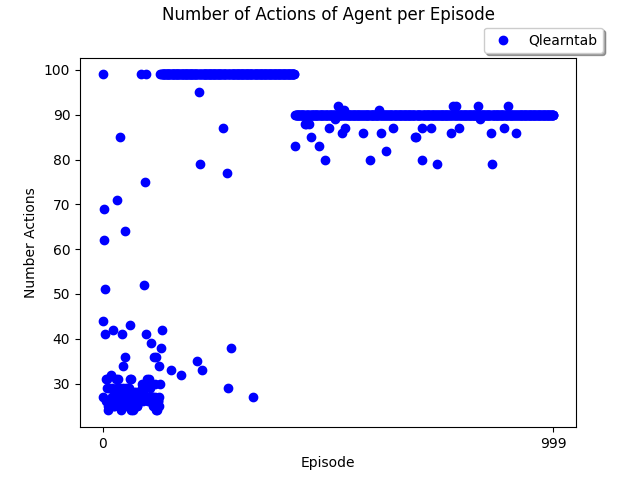 Number of Actions of Agent per Episode
Qlearntab
100
90
80
70
60
50
40
30
Number Actions
0
999
Episode